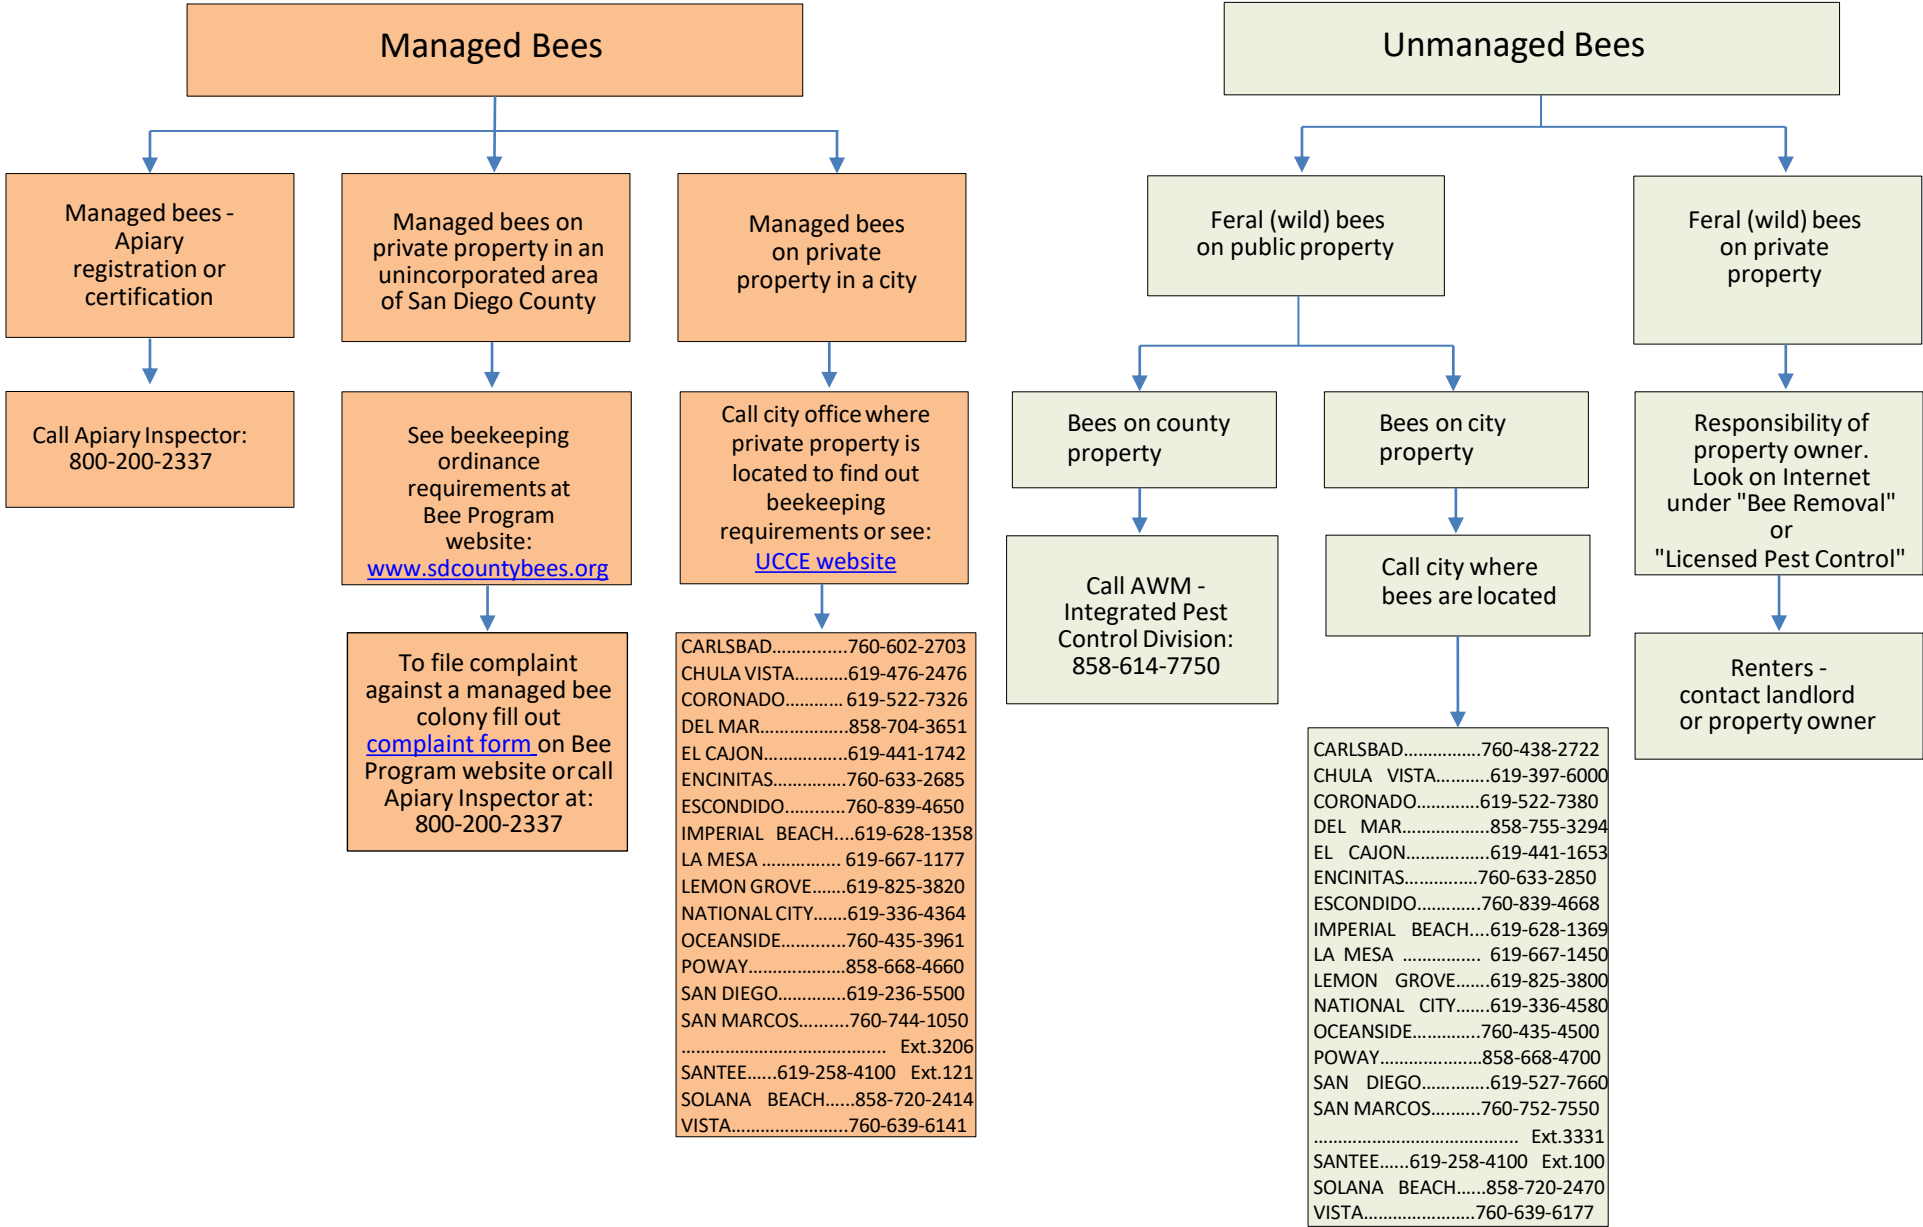 Managed Bees
Unmanaged Bees
Managed bees -
Apiary
registration or
certification
Managed bees on
private property in an
unincorporated area
of San Diego County
Managed bees
on private
property in a city
Feral (wild) bees
on public property
Feral (wild) bees
on private
property
Call Apiary Inspector:
800-200-2337
See beekeeping
ordinance
requirements at
Bee Program
website:
www.sdcountybees.org
Call city office where
private property is
located to find out
beekeeping
requirements or see:
UCCE website
Bees on county
property
Bees on city
property
Responsibility of
property owner.
Look on Internet
under "Bee Removal"
or
"Licensed Pest Control"
Call AWM -
Integrated Pest
Control Division:
858-614-7750
Call city where
bees are located
To file complaint
against a managed bee
colony fill out
complaint form on Bee
Program website or call
Apiary Inspector at:
800-200-2337
CARLSBAD...............760-602-2703
CHULA VISTA..........619-476-2476
CORONADO........... 619-522-7326
DEL MAR.................858-704-3651
EL CAJON................619-441-1742
ENCINITAS..............760-633-2685
ESCONDIDO............760-839-4650
IMPERIAL BEACH....619-628-1358
LA MESA ................ 619-667-1177
LEMON GROVE.......619-825-3820
NATIONAL CITY.......619-336-4364
OCEANSIDE.............760-435-3961
POWAY....................858-668-4660
SAN DIEGO..............619-236-5500
SAN MARCOS..........760-744-1050
.......................................... Ext.3206
SANTEE......619-258-4100 Ext.121
SOLANA BEACH......858-720-2414
VISTA........................760-639-6141
Renters -
contact landlord
or property owner
CARLSBAD................760-438-2722
CHULA VISTA...........619-397-6000
CORONADO.............619-522-7380
DEL MAR..................858-755-3294
EL CAJON.................619-441-1653
ENCINITAS...............760-633-2850
ESCONDIDO.............760-839-4668
IMPERIAL BEACH....619-628-1369
LA MESA ................ 619-667-1450
LEMON GROVE.......619-825-3800
NATIONAL CITY.......619-336-4580
OCEANSIDE..............760-435-4500
POWAY.....................858-668-4700
SAN DIEGO..............619-527-7660
SAN MARCOS..........760-752-7550
.......................................... Ext.3331
SANTEE......619-258-4100 Ext.100
SOLANA BEACH......858-720-2470
VISTA.......................760-639-6177